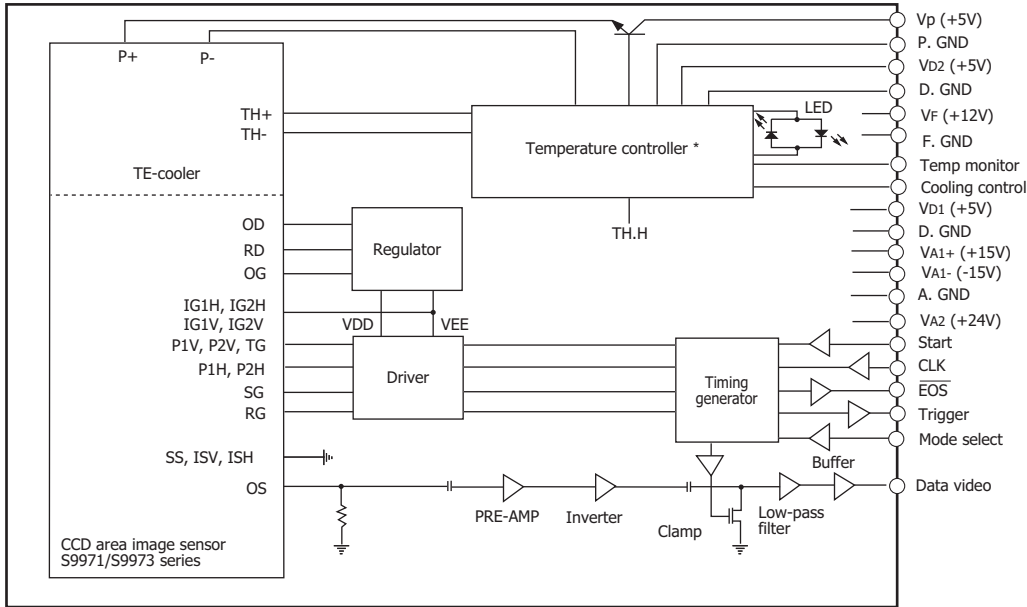 P+
P-
TH+
TH-
TE-cooler
OD
RD
OG
IG1H, IG2H
IG1V, IG2V
P1V, P2V, TG
P1H, P2H
SG
RG
SS, ISV, ISH
OS
CCD area image sensor
S9971/S9973 series
Temperature controller *
LED
TH.H
Regulator
VDD
VEE
Driver
Timing
generator
PRE-AMP
Inverter
Clamp
Low-pass
filter
Buffer
Vp (+5V)
P. GND
VD2 (+5V)
D. GND
VF (+12V)
F. GND
Temp monitor
Cooling control
VD1 (+5V)
D. GND
VA1+ (+15V)
VA1- (-15V)
A. GND
VA2 (+24V)
Start
CLK
EOS
Trigger
Mode select
Data video